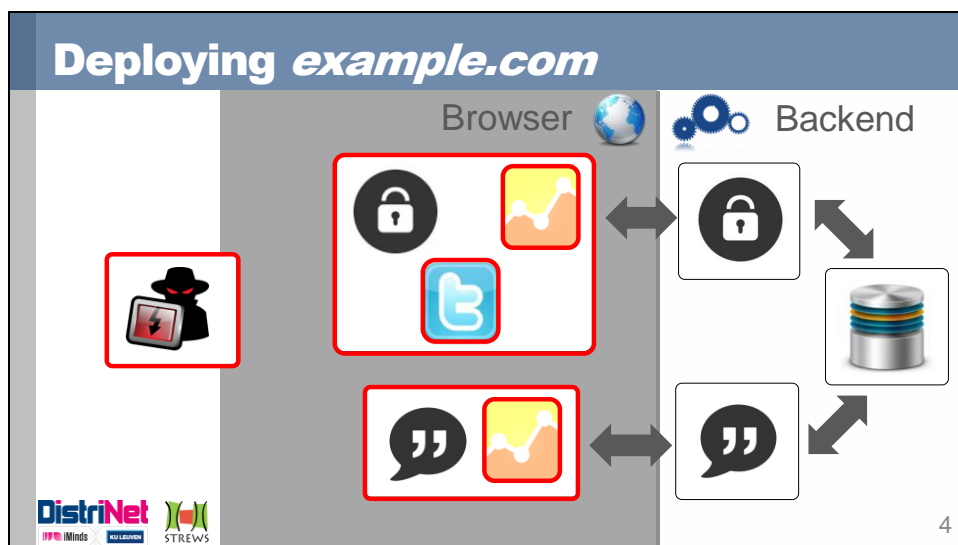 Deploying example.com
Browser
Backend
DistriNet
iMinds
KU LEUVEN
STREWS
4